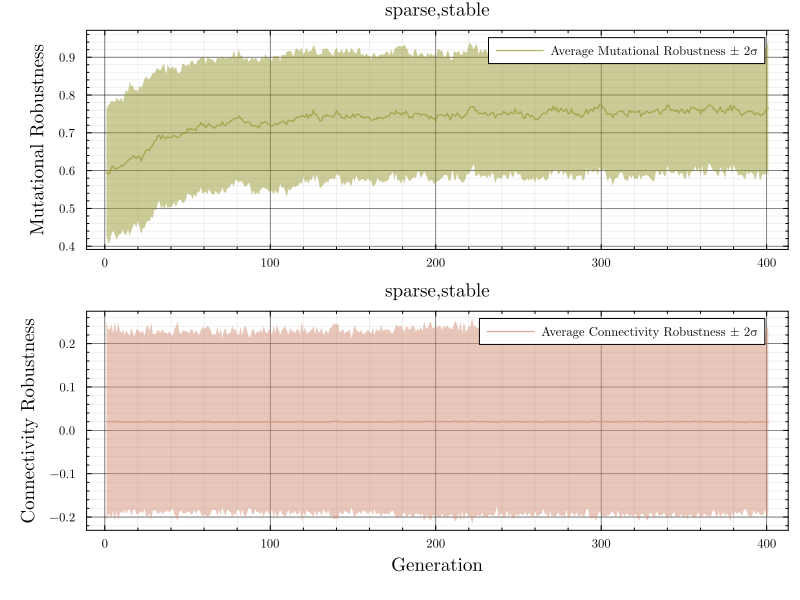 sparse,stable
Mutational Robustness
Average Mutational Robustness ± 2σ
0.9
0.8
0.7
0.6
0.5
0.4
0 100 200 300 400
sparse,stable
Connectivity Robustness
Average Connectivity Robustness ± 2σ
0.2
0.1
0.0
−0.1
−0.2
0 100 200 300 400
Generation